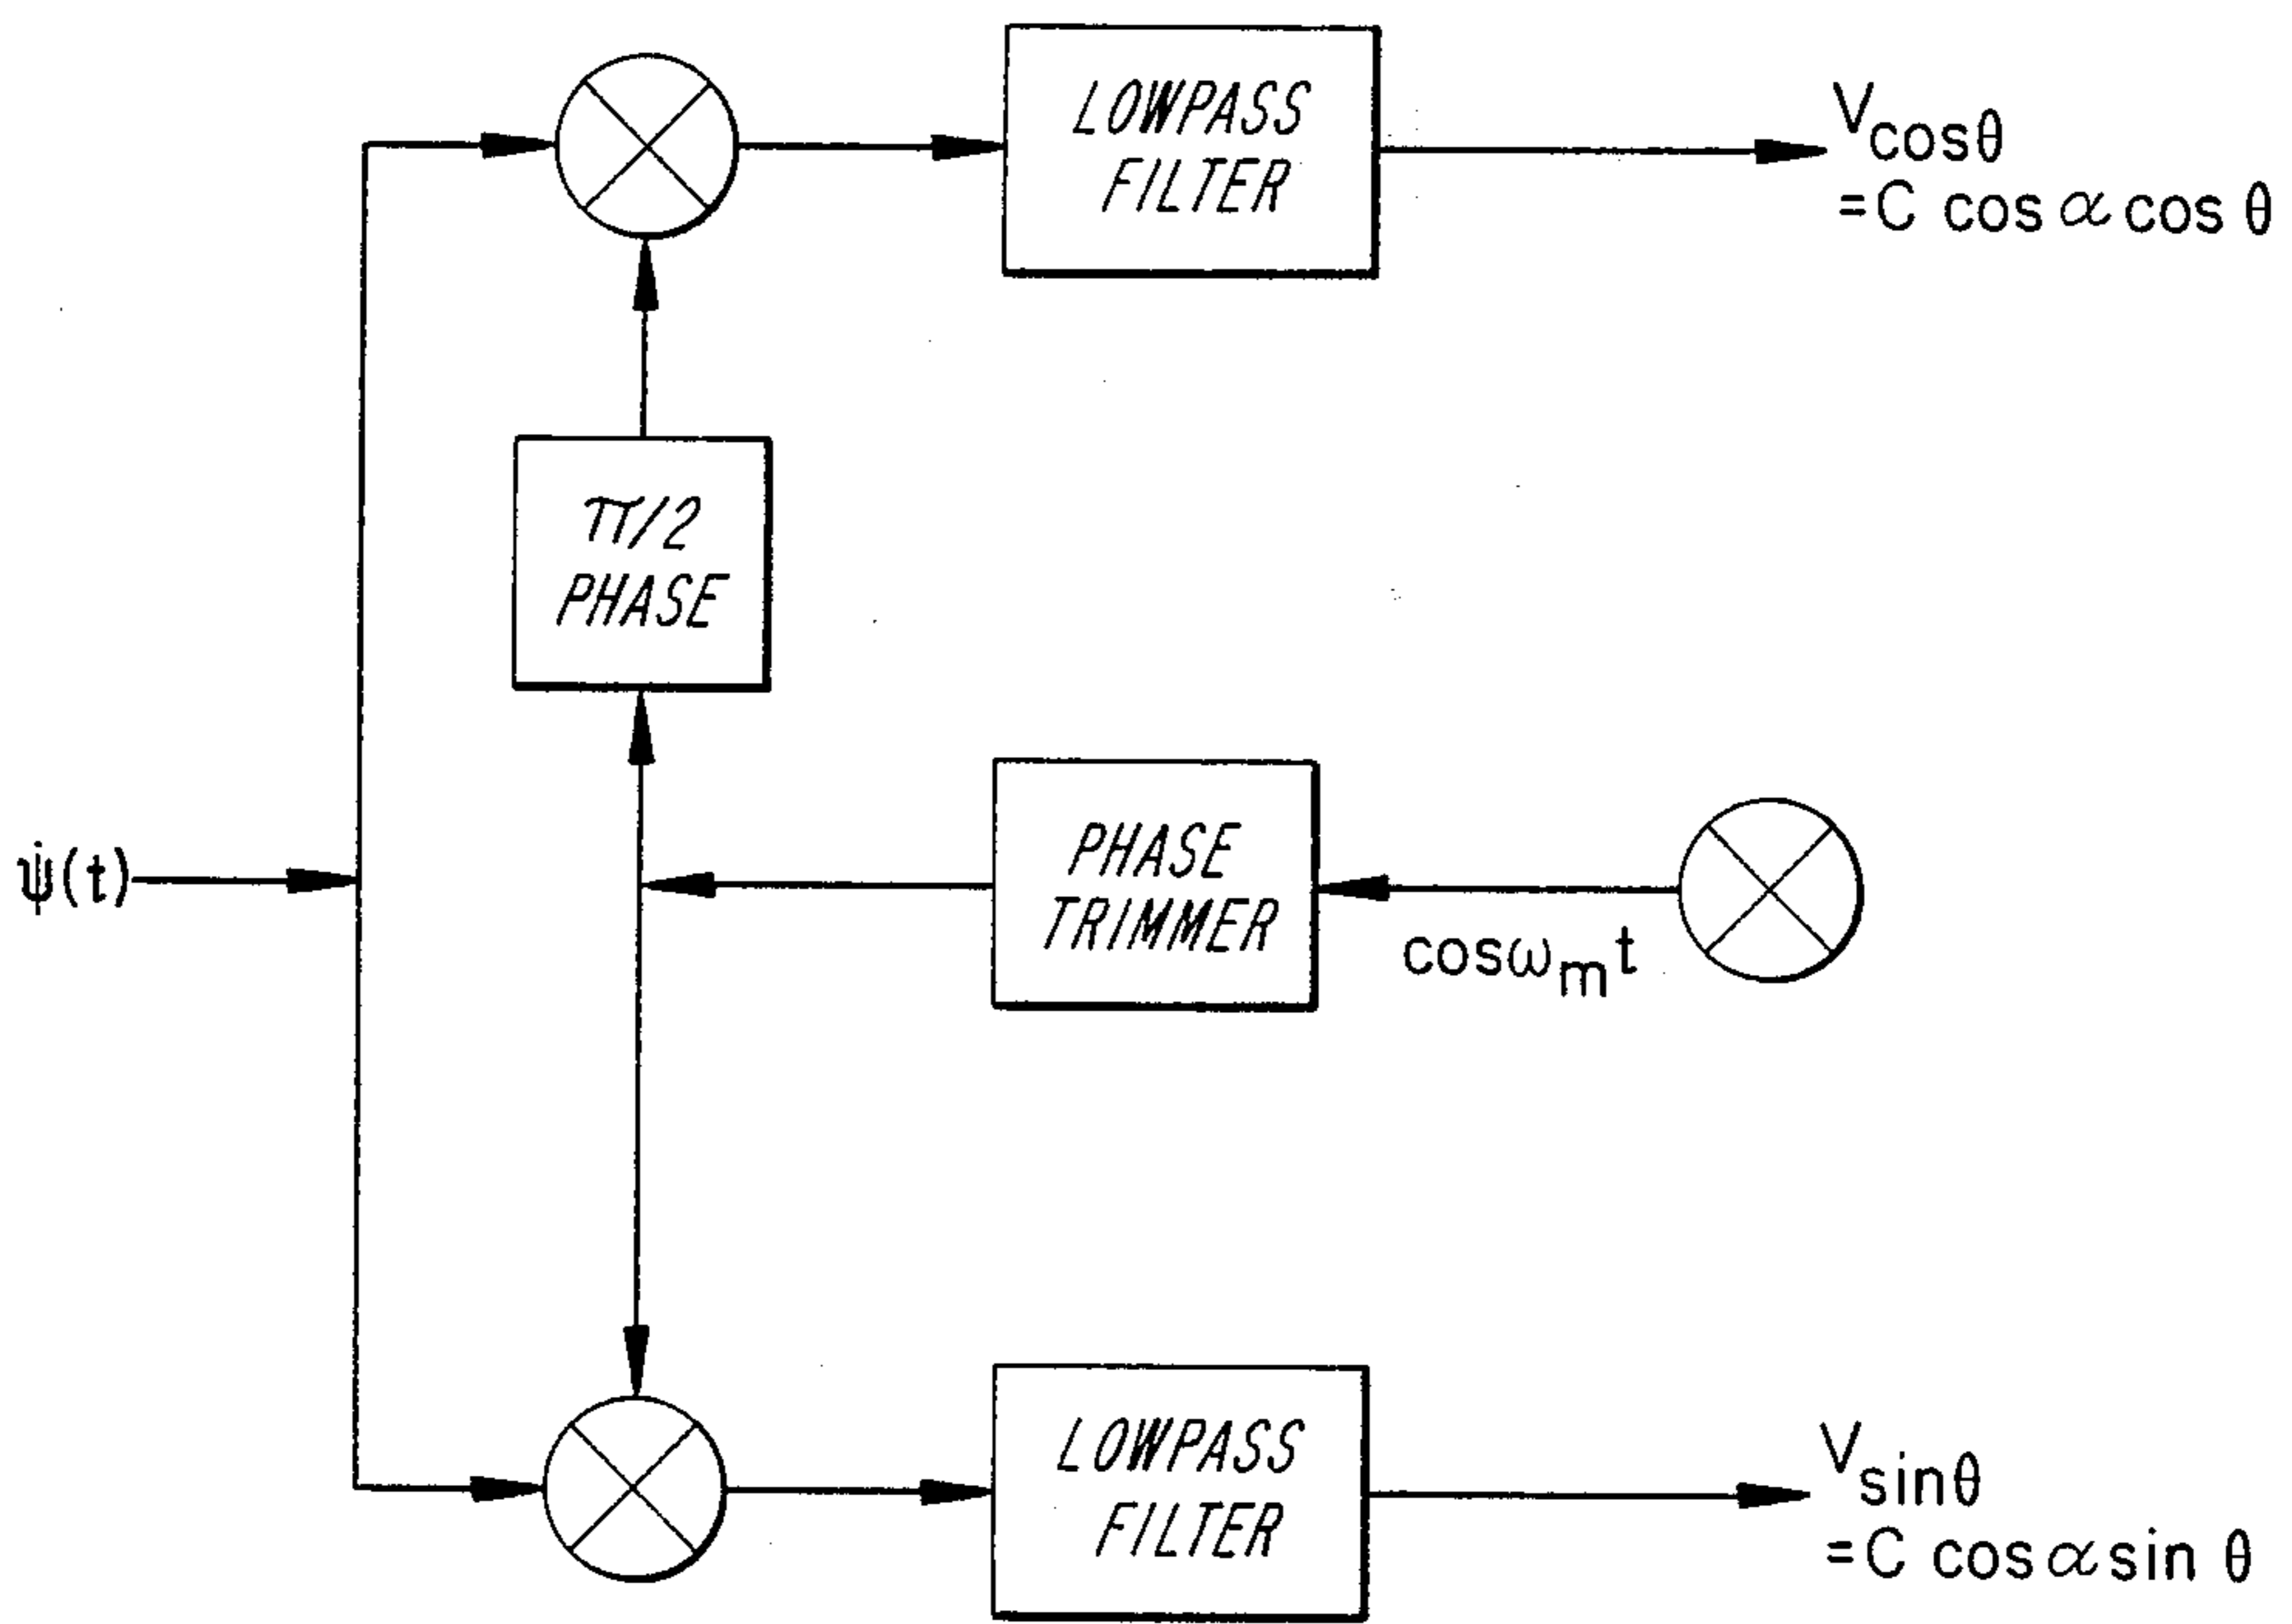 LOWPASS
FILTER
V_cosθ
=C cos α cos θ
π/2
PHASE
ψ̇(t)
PHASE
TRIMMER
cosω_m t
LOWPASS
FILTER
V_sinθ
=C cos α sin θ